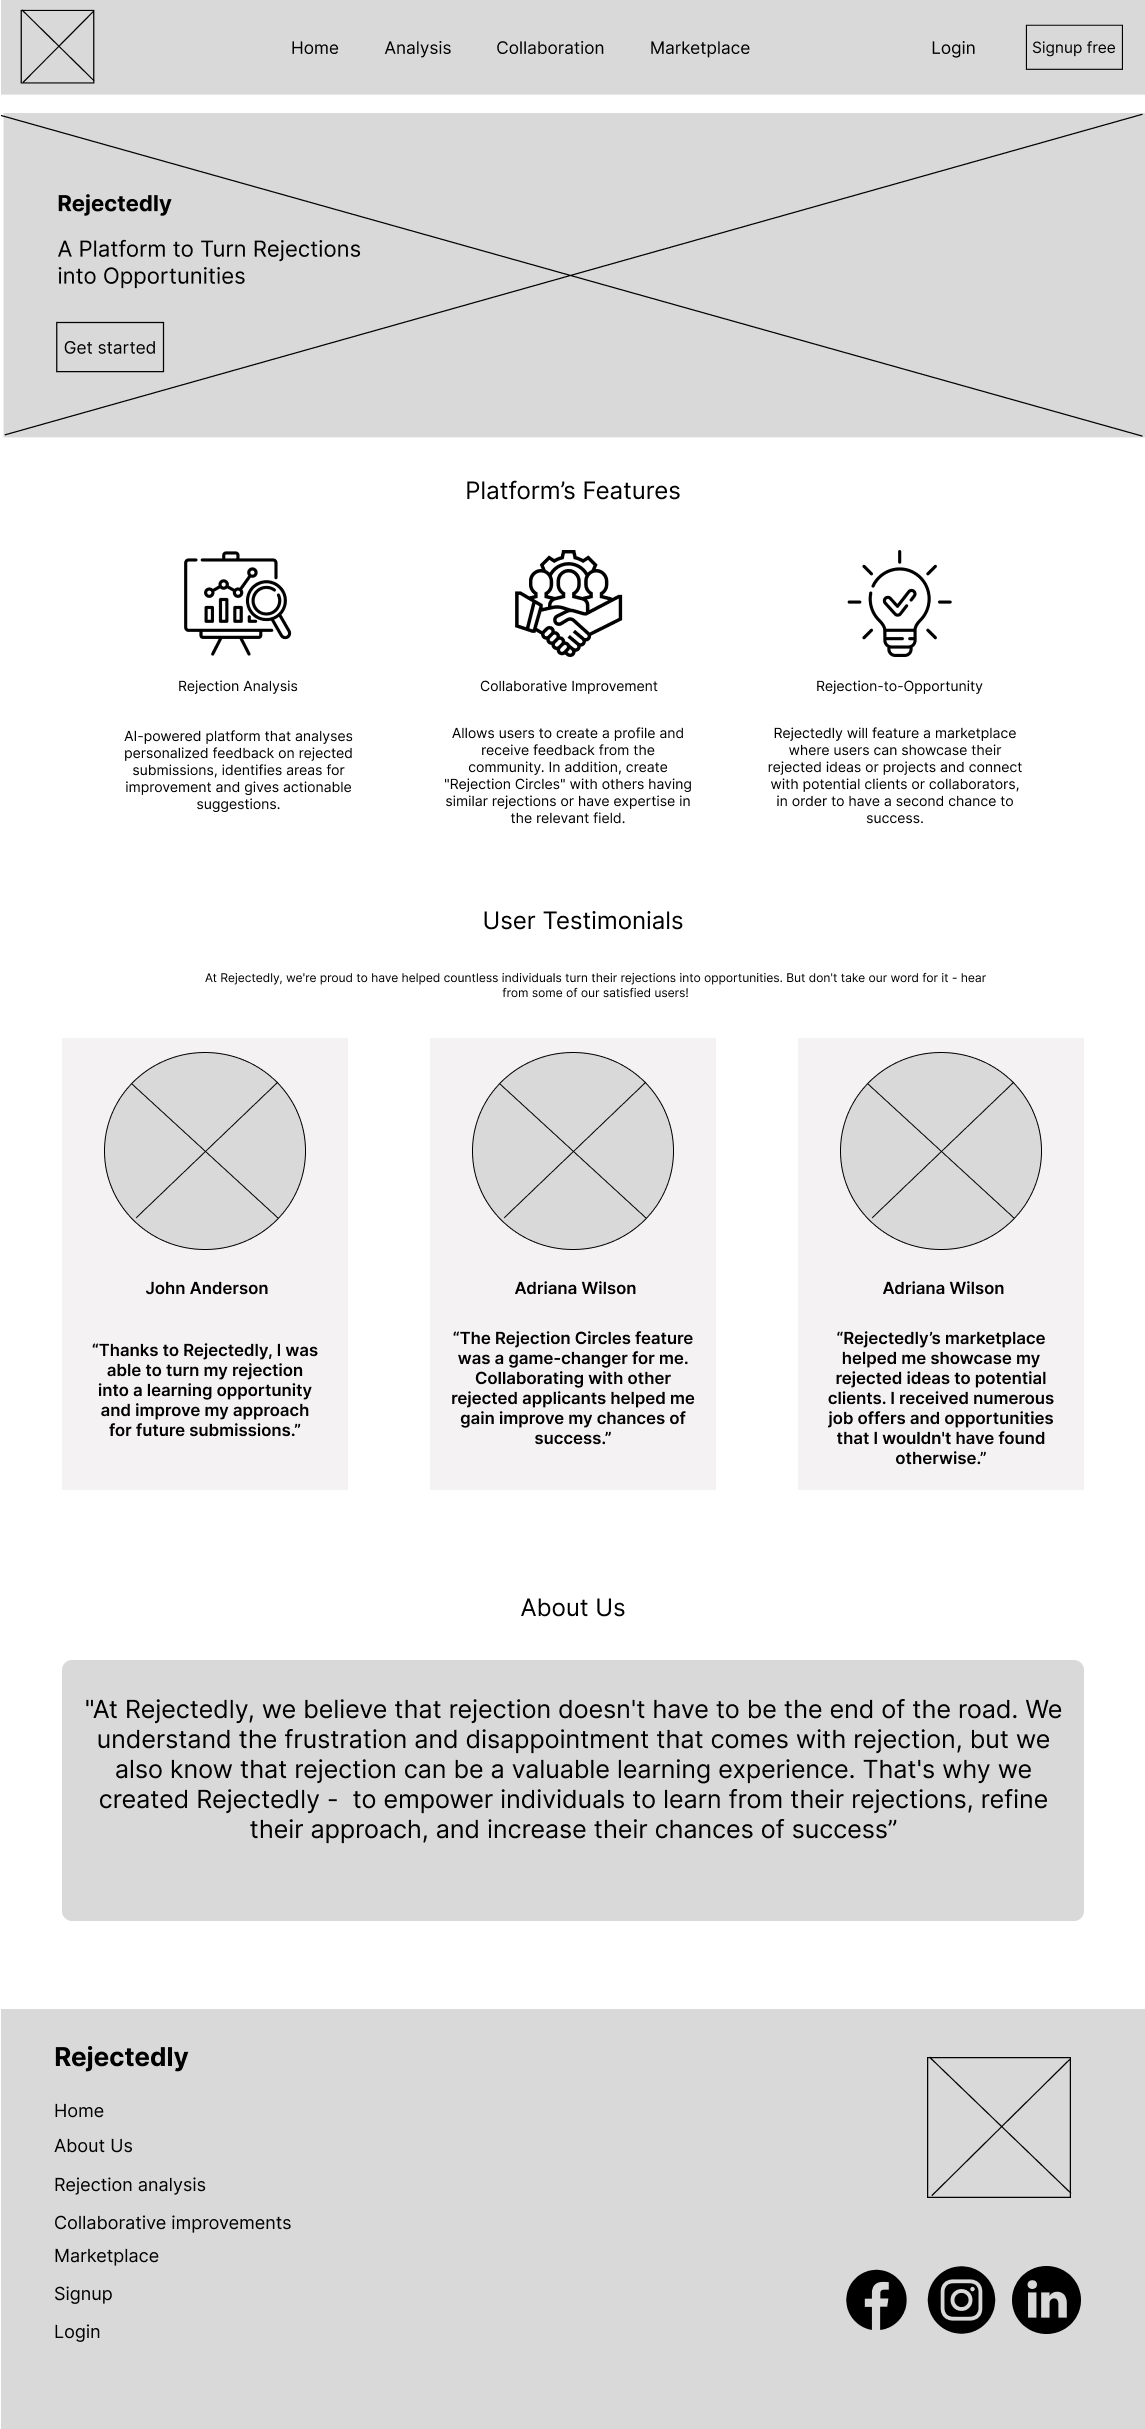 Home Analysis Collaboration Marketplace Login Signup free
Rejectedly
A Platform to Turn Rejections
into Opportunities
Get started
Platform’s Features
Rejection Analysis
AI-powered platform that analyses
personalized feedback on rejected
submissions, identifies areas for
improvement and gives actionable
suggestions.
Collaborative Improvement
Allows users to create a profile and
receive feedback from the
community. In addition, create
"Rejection Circles" with others having
similar rejections or have expertise in
the relevant field.
Rejection-to-Opportunity
Rejectedly will feature a marketplace
where users can showcase their
rejected ideas or projects and connect
with potential clients or collaborators,
in order to have a second chance to
success.
User Testimonials
At Rejectedly, we're proud to have helped countless individuals turn their rejections into opportunities. But don't take our word for it - hear
from some of our satisfied users!
John Anderson
“Thanks to Rejectedly, I was
able to turn my rejection
into a learning opportunity
and improve my approach
for future submissions.”
Adriana Wilson
“The Rejection Circles feature
was a game-changer for me.
Collaborating with other
rejected applicants helped me
gain improve my chances of
success.”
Adriana Wilson
“Rejectedly’s marketplace
helped me showcase my
rejected ideas to potential
clients. I received numerous
job offers and opportunities
that I wouldn't have found
otherwise.”
About Us
"At Rejectedly, we believe that rejection doesn't have to be the end of the road. We
understand the frustration and disappointment that comes with rejection, but we
also know that rejection can be a valuable learning experience. That's why we
created Rejectedly -  to empower individuals to learn from their rejections, refine
their approach, and increase their chances of success”
Rejectedly
Home
About Us
Rejection analysis
Collaborative improvements
Marketplace
Signup
Login